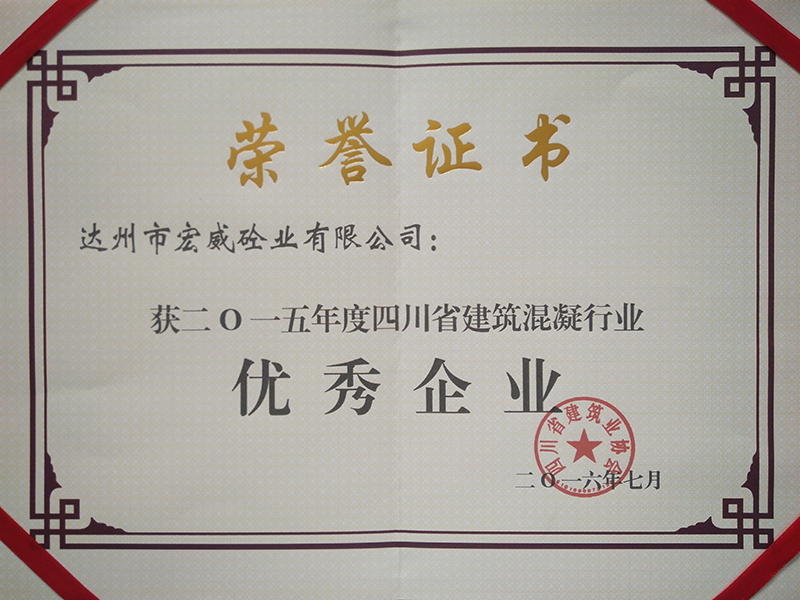 荣誉证书
达州市宏威砼业有限公司：
获二O一五年度四川省建筑混凝行业
优秀企业
四川省建筑业协会
二O一六年七月